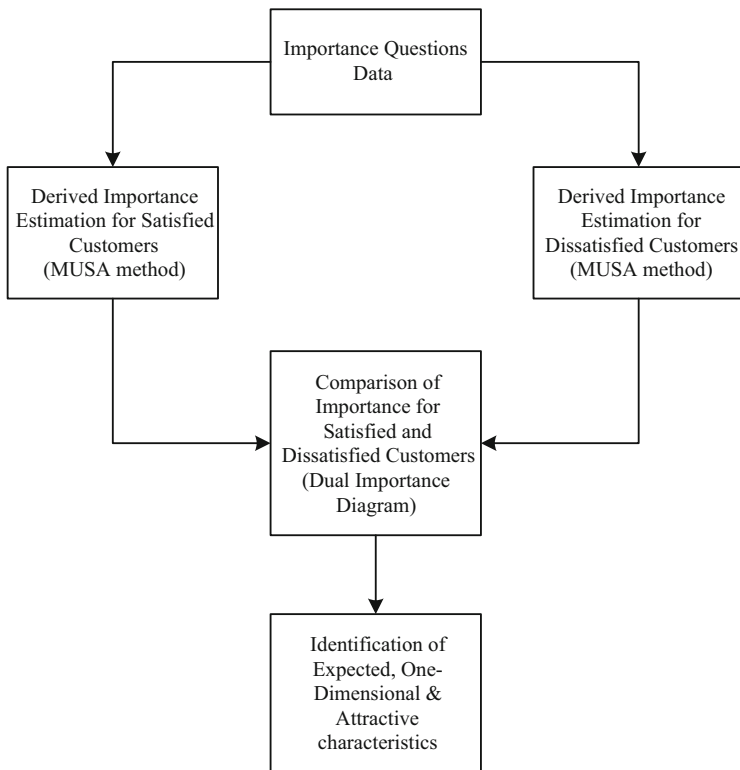 Importance Questions
Data
Derived Importance
Estimation for Satisfied
Customers
(MUSA method)
Derived Importance
Estimation for
Dissatisfied Customers
(MUSA method)
Comparison of
Importance for
Satisfied and
Dissatisfied Customers
(Dual Importance
Diagram)
Identification of
Expected, One-
Dimensional &
Attractive
characteristics